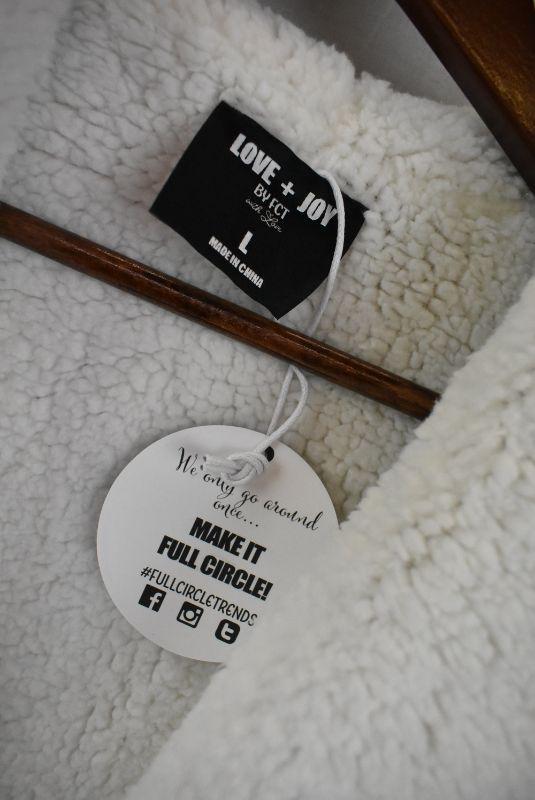 LOVE + JOY
BY FCT
with Love
L
MADE IN CHINA
We only go around
once...
MAKE IT
FULL CIRCLE!
#FULLCIRCLETRENDS